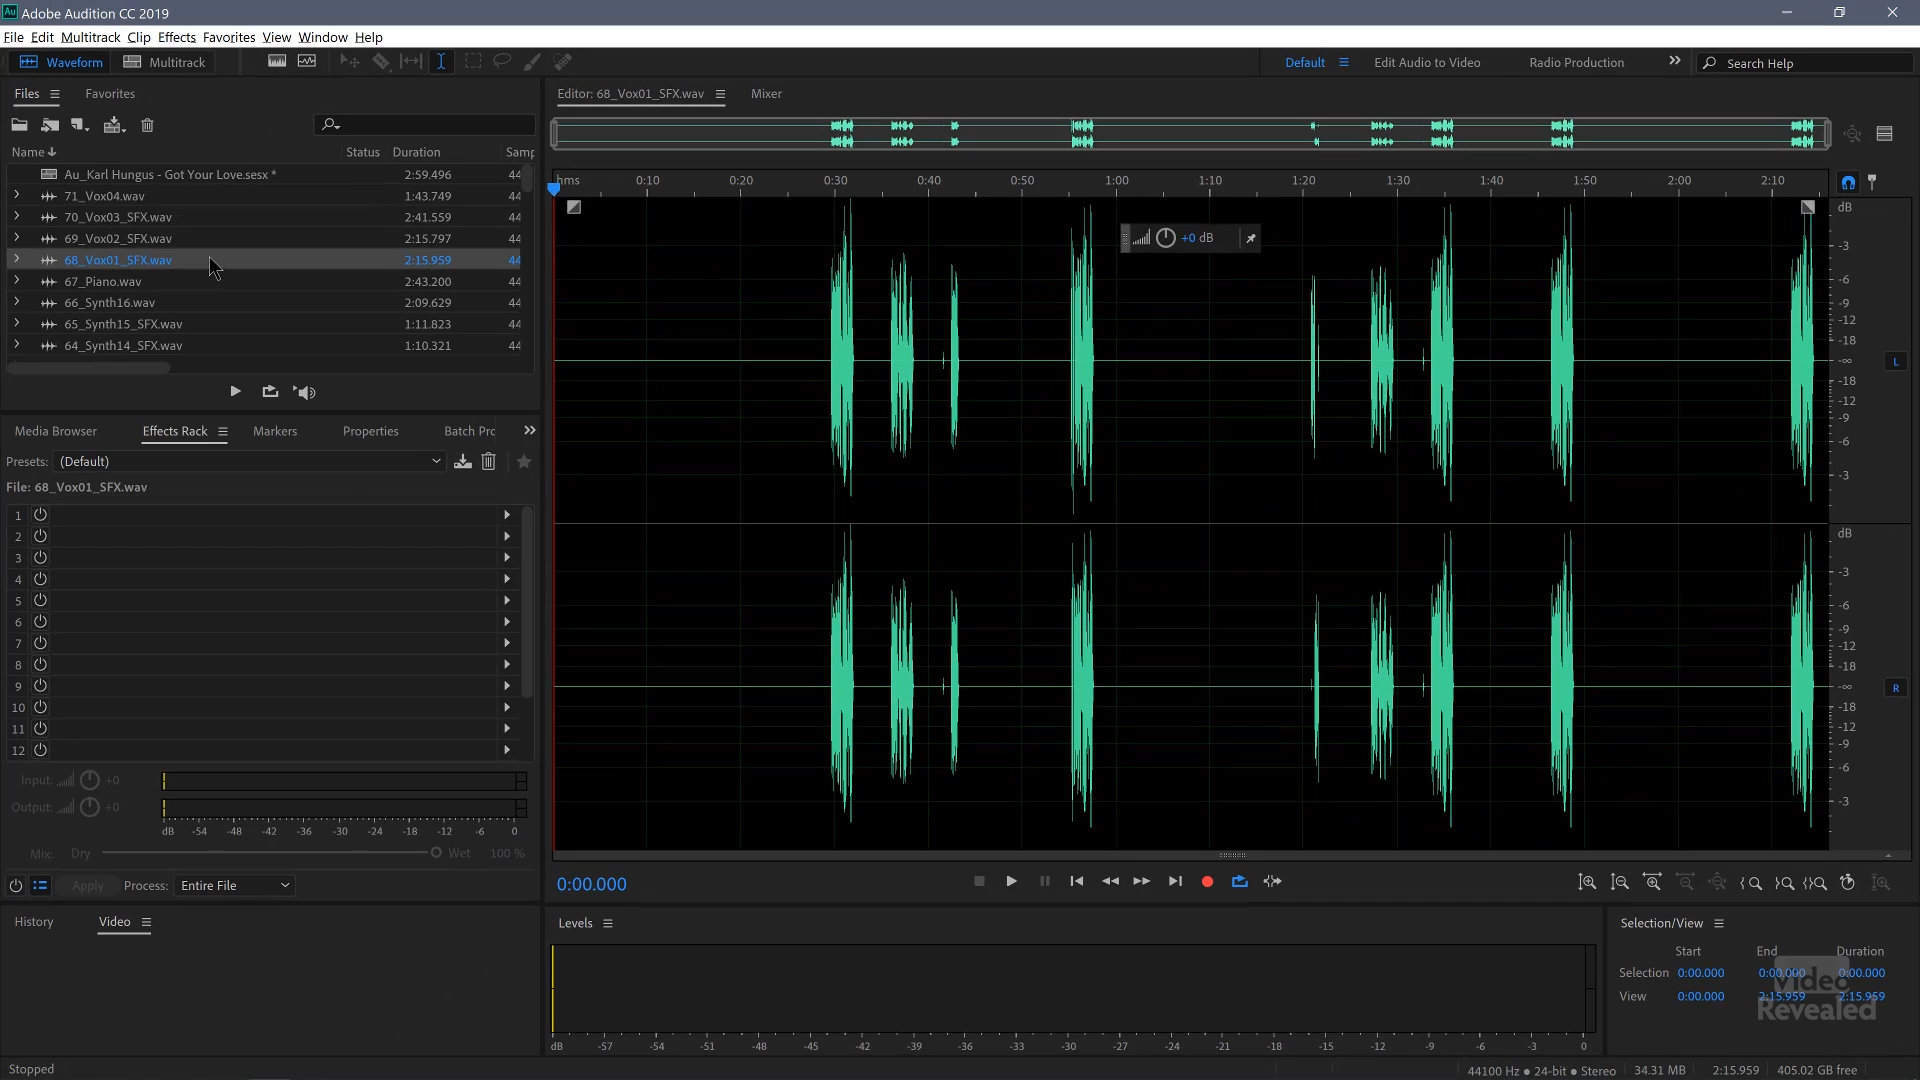 Adobe Audition CC 2019
File Edit Multitrack Clip Effects Favorites View Window Help
Waveform Multitrack Default Edit Audio to Video Radio Production Search Help
Files Favorites
Name Status Duration Samp
Au_Karl Hungus - Got Your Love.sesx * 2:59.496 44
71_Vox04.wav 1:43.749 44
70_Vox03_SFX.wav 2:41.559 44
69_Vox02_SFX.wav 2:15.797 44
68_Vox01_SFX.wav 2:15.959 44
67_Piano.wav 2:43.200 44
66_Synth16.wav 2:09.629 44
65_Synth15_SFX.wav 1:11.823 44
64_Synth14_SFX.wav 1:10.321 44
Media Browser Effects Rack Markers Properties Batch Prc
Presets: (Default)
File: 68_Vox01_SFX.wav
1
2
3
4
5
6
7
8
9
10
11
12
Input: +0
Output: +0
dB -54 -48 -42 -36 -30 -24 -18 -12 -6 0
Mix: Dry Wet 100 %
Apply Process: Entire File
History Video
Editor: 68_Vox01_SFX.wav Mixer
hms 0:10 0:20 0:30 0:40 0:50 1:00 1:10 1:20 1:30 1:40 1:50 2:00 2:10
+0 dB
dB
-3
-6
-9
-12
-18
-∞
-18
-12
-9
-6
-3
L
dB
-3
-6
-9
-12
-18
-∞
-18
-12
-9
-6
-3
R
0:00.000
Levels
dB -57 -54 -51 -48 -45 -42 -39 -36 -33 -30 -27 -24 -21 -18 -15 -12 -9 -6 -3 0
Selection/View
Start End Duration
Selection 0:00.000 0:00.000 0:00.000
View 0:00.000 2:15.959 2:15.959
Video
Revealed
Stopped
44100 Hz ● 24-bit ● Stereo 34.31 MB 2:15.959 405.02 GB free